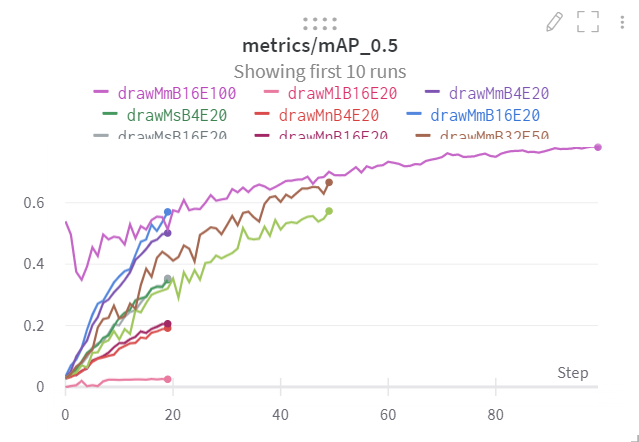 metrics/mAP_0.5
Showing first 10 runs
drawMmB16E100 drawMlB16E20 drawMmB4E20
drawMsB4E20 drawMnB4E20 drawMmB16E20
drawMsB16E20 drawMnB16E20 drawMmB32E50
0.6
0.4
0.2
0
Step
0 20 40 60 80